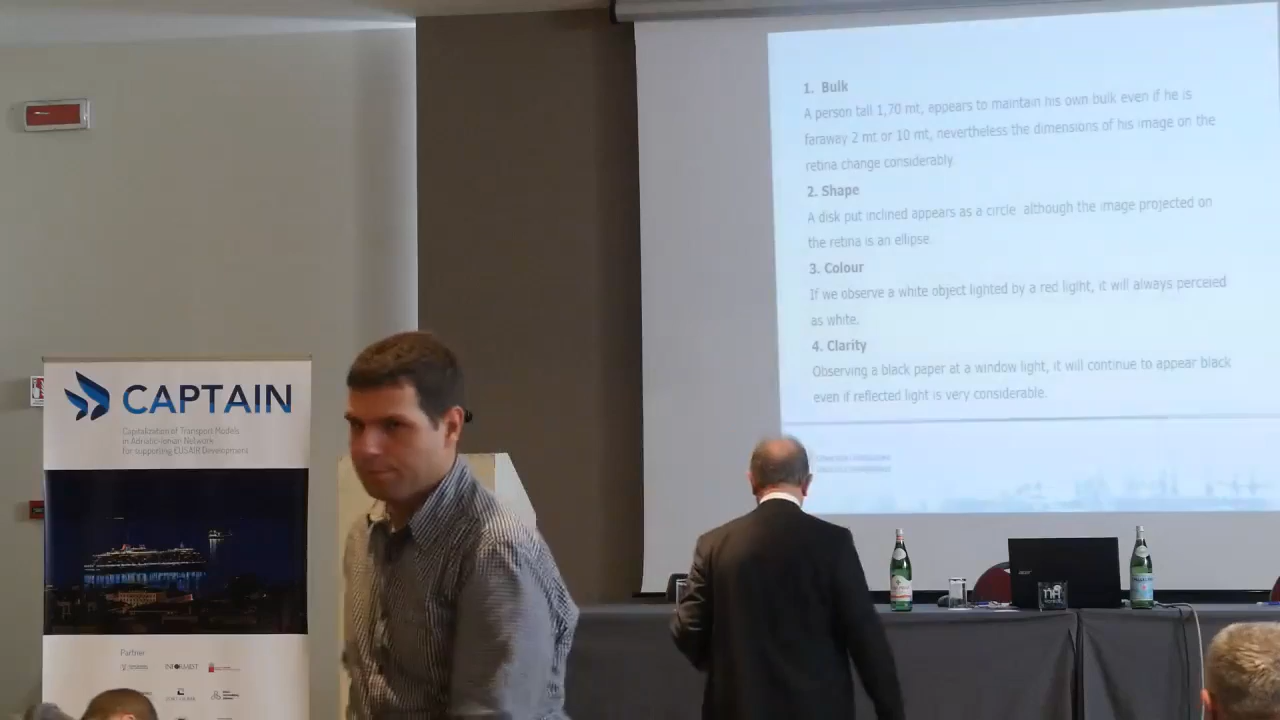 1. Bulk
A person tall 1,70 mt, appears to maintain his own bulk even if he is
faraway 2 mt or 10 mt, nevertheless the dimensions of his image on the
retina change considerably
2. Shape
A disk put inclined appears as a circle although the image projected on
the retina is an ellipse.
3. Colour
If we observe a white object lighted by a red light, it will always perceied
as white.
4. Clarity
Observing a black paper at a window light, it will continue to appear black
even if reflected light is very considerable.
CAPTAIN
Capitalization of Transport Models
in Adriatic-Ionian Network
for supporting EUSAIR Development
Partner
INFORMEST
acer